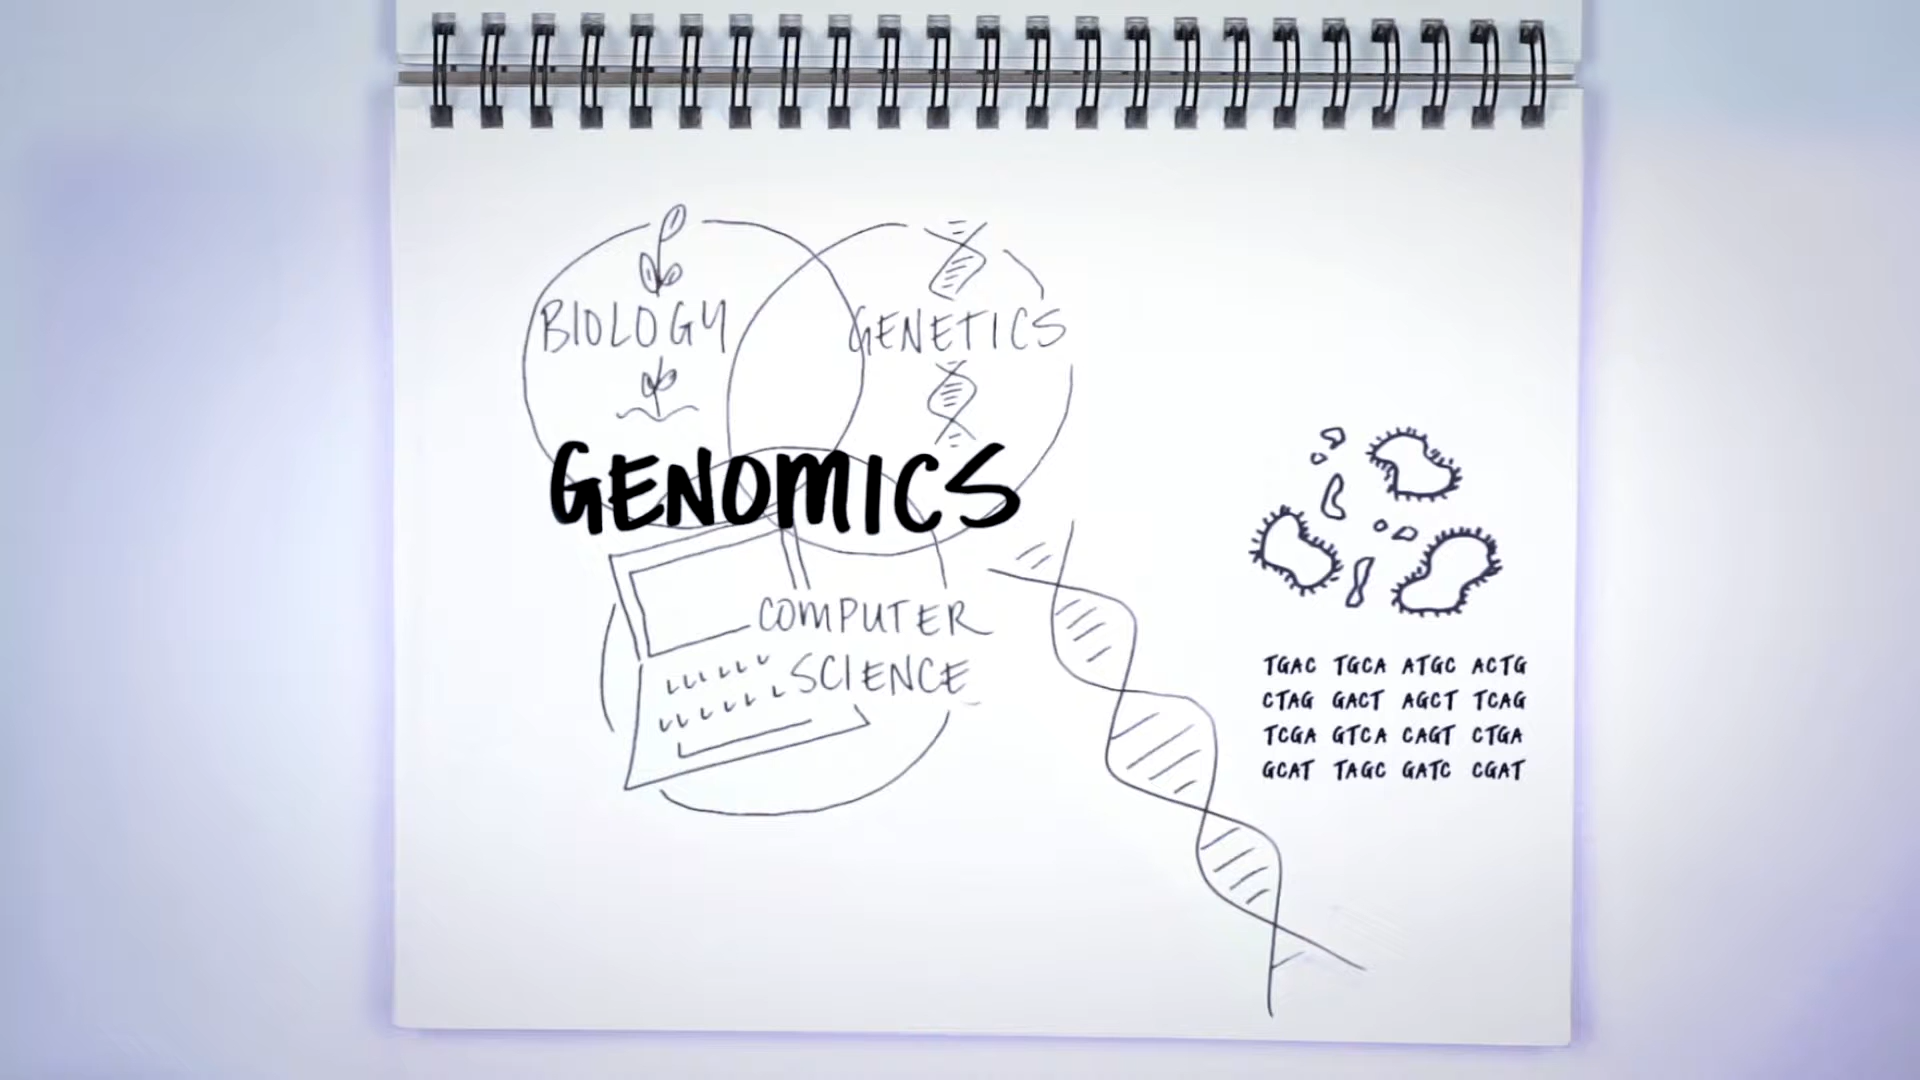 BIOLOGY
GENETICS
GENOMICS
COMPUTER
SCIENCE
TGAC TGCA ATGC ACTG
CTAG GACT AGCT TCAG
TCGA GTCA CAGT CTGA
GCAT TAGC GATC CGAT